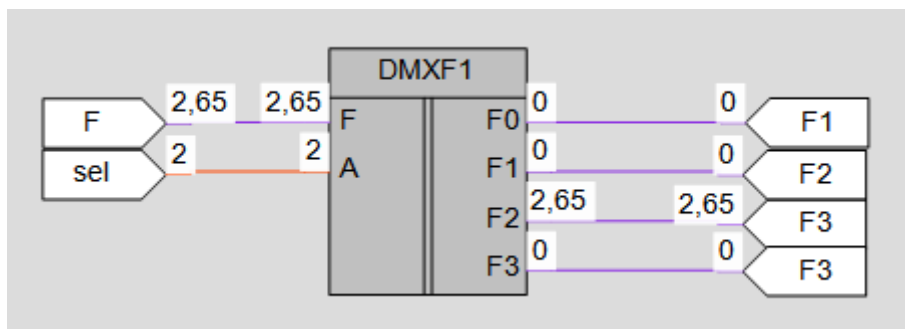 DMXF1
F 2,65 2,65 F F0 0 0 F1
sel 2 2 A F1 0 0 F2
F2 2,65 2,65 F3
F3 0 0 F3